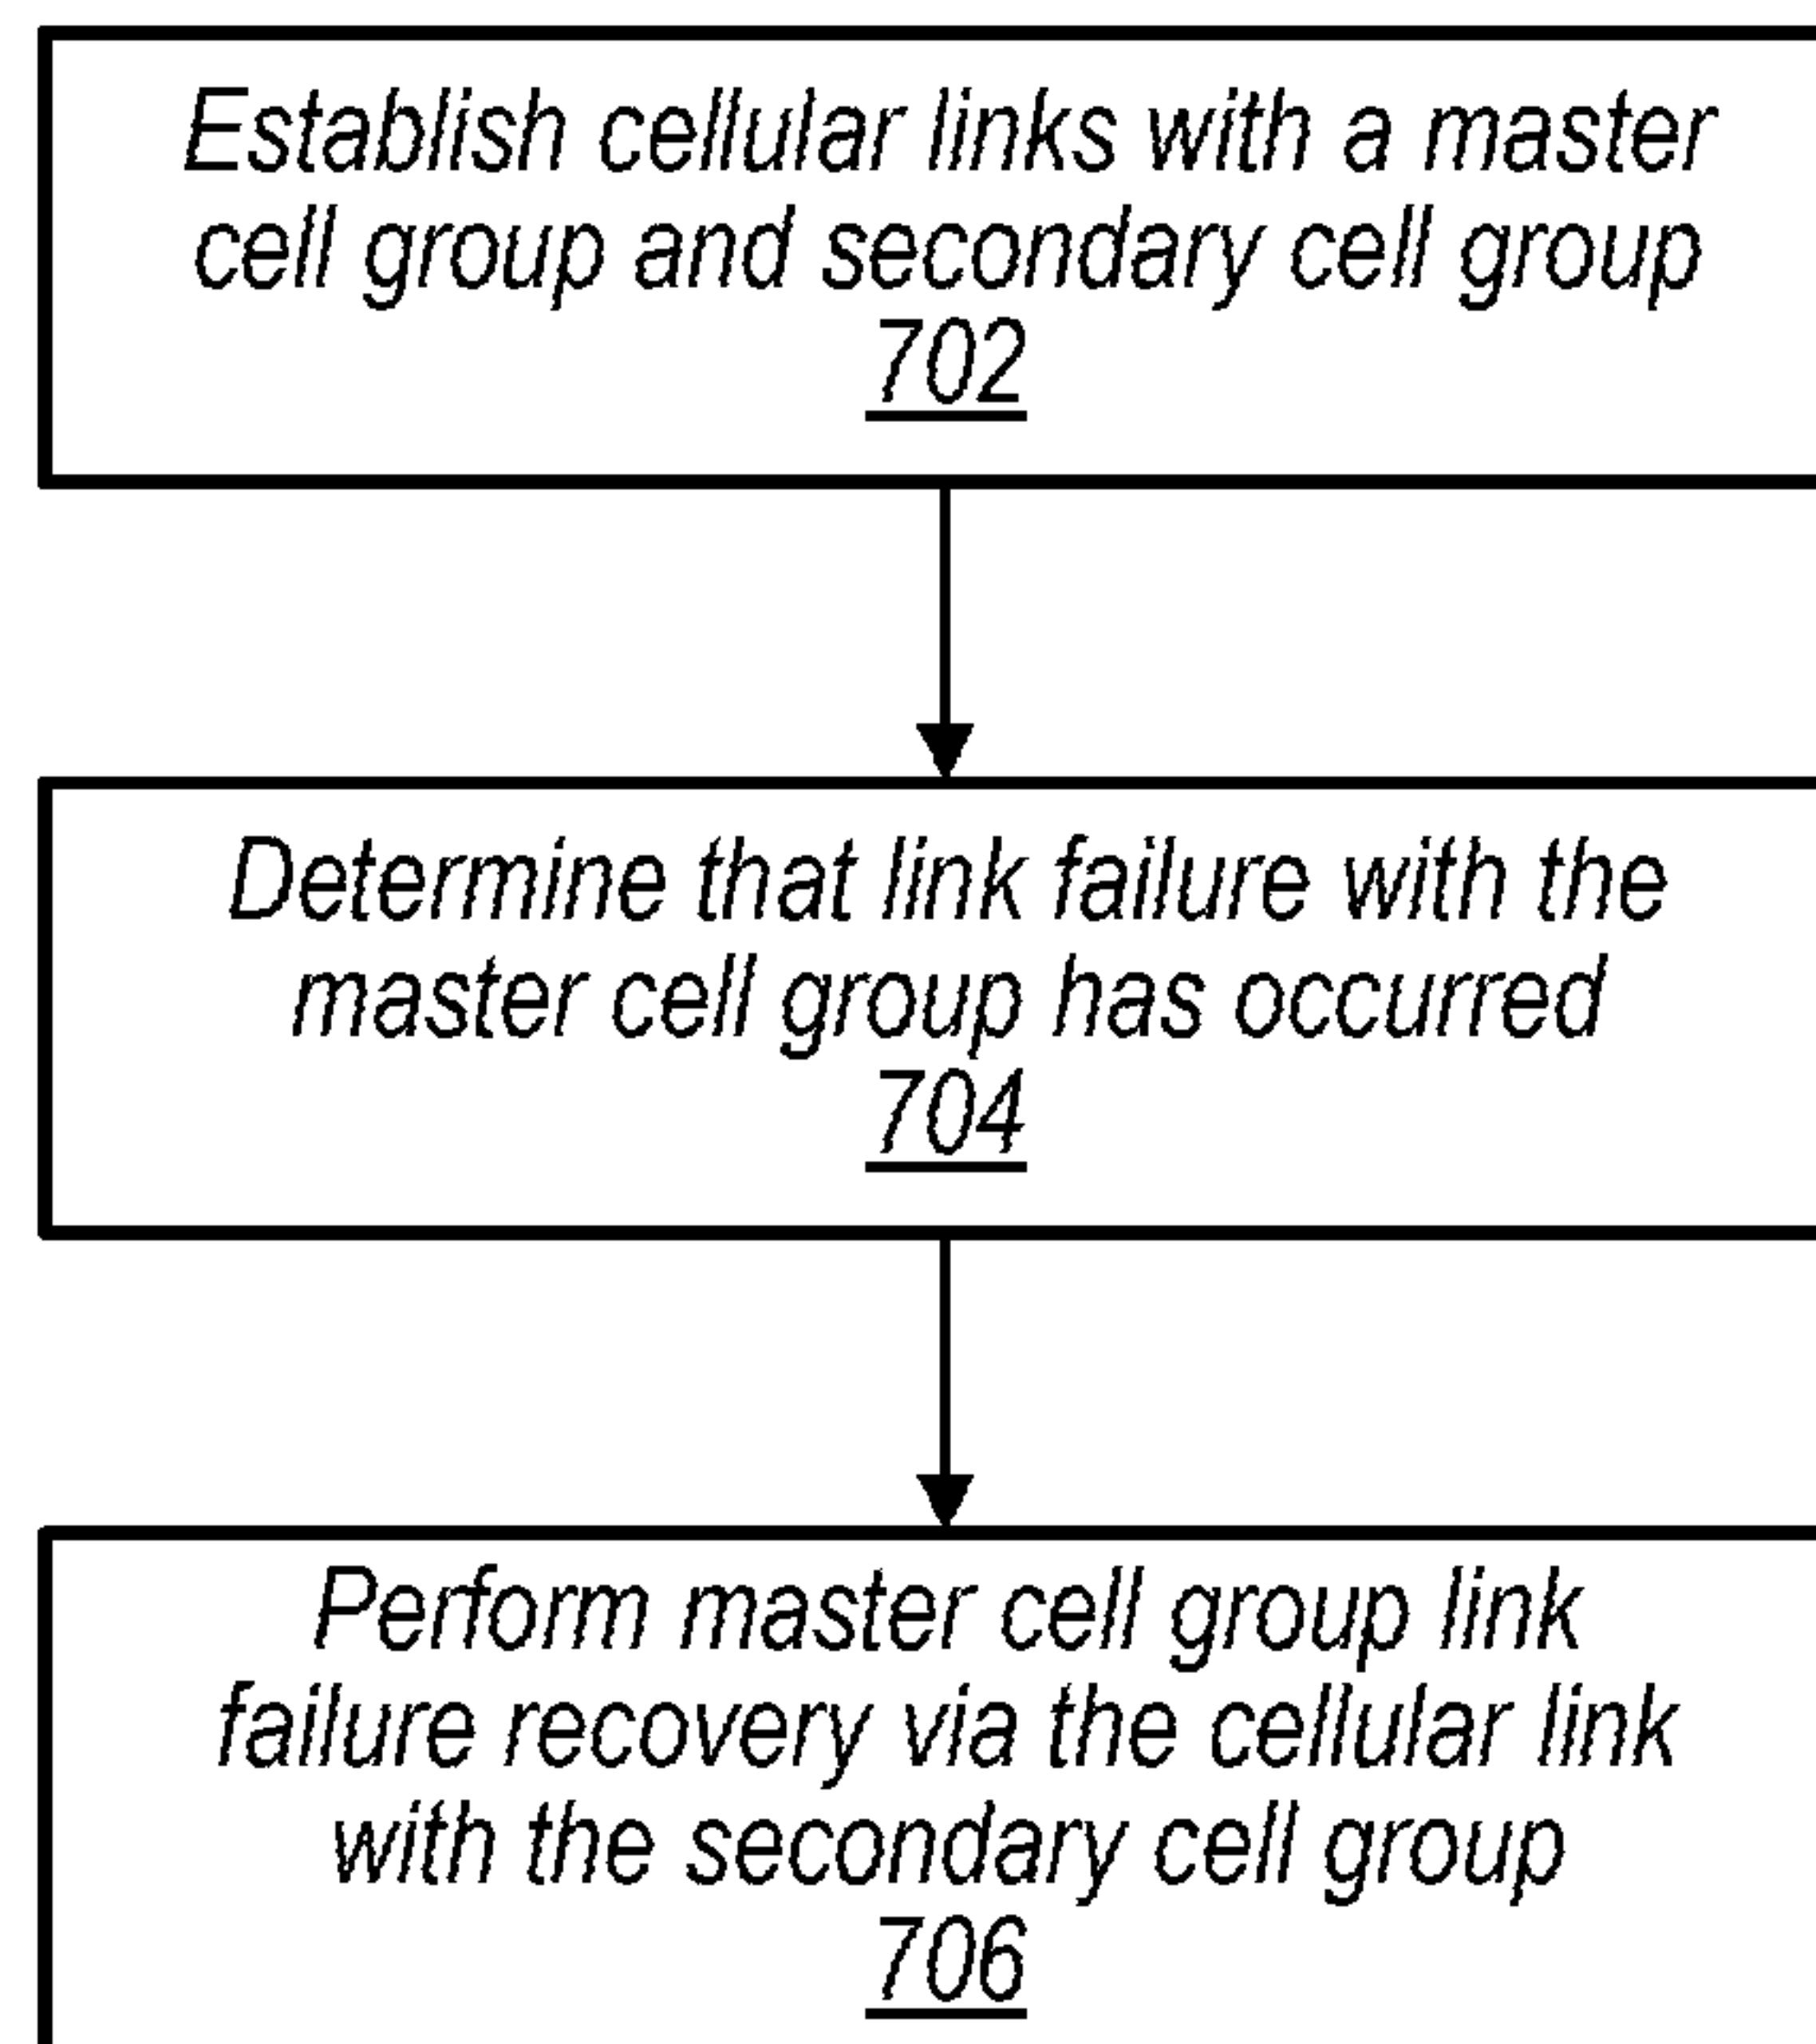 Establish cellular links with a master
cell group and secondary cell group
702
Determine that link failure with the
master cell group has occurred
704
Perform master cell group link
failure recovery via the cellular link
with the secondary cell group
706